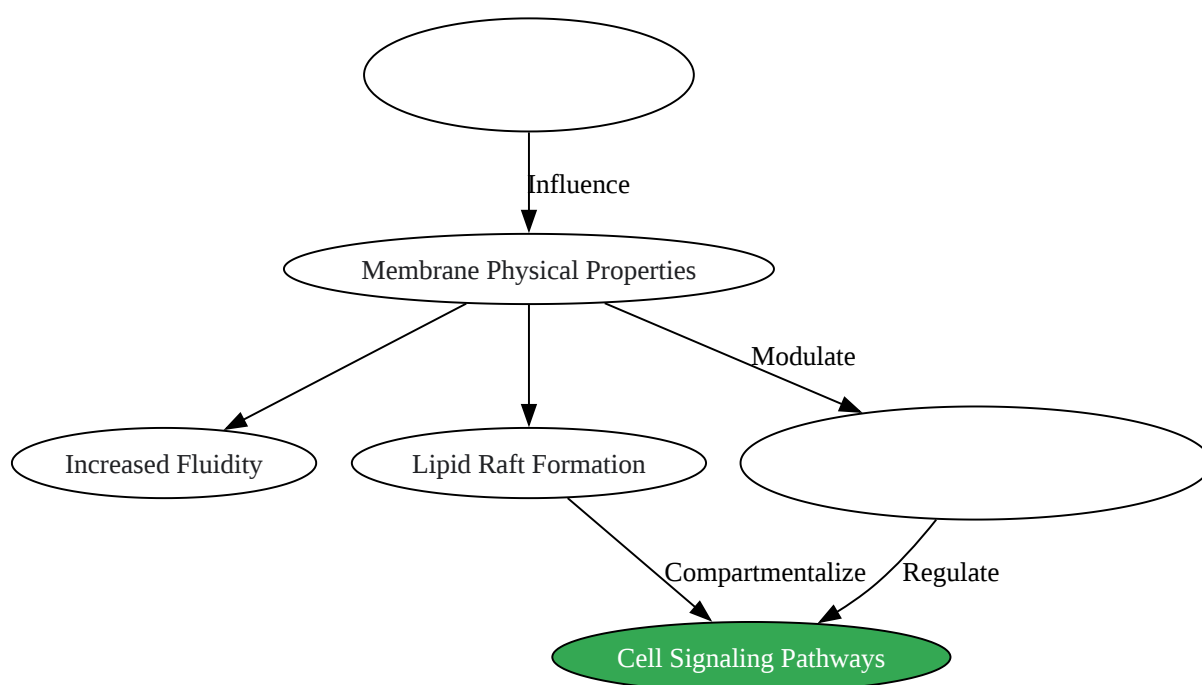 Influence
Membrane Physical Properties
Modulate
Increased Fluidity
Lipid Raft Formation
Compartmentalize
Regulate
Cell Signaling Pathways